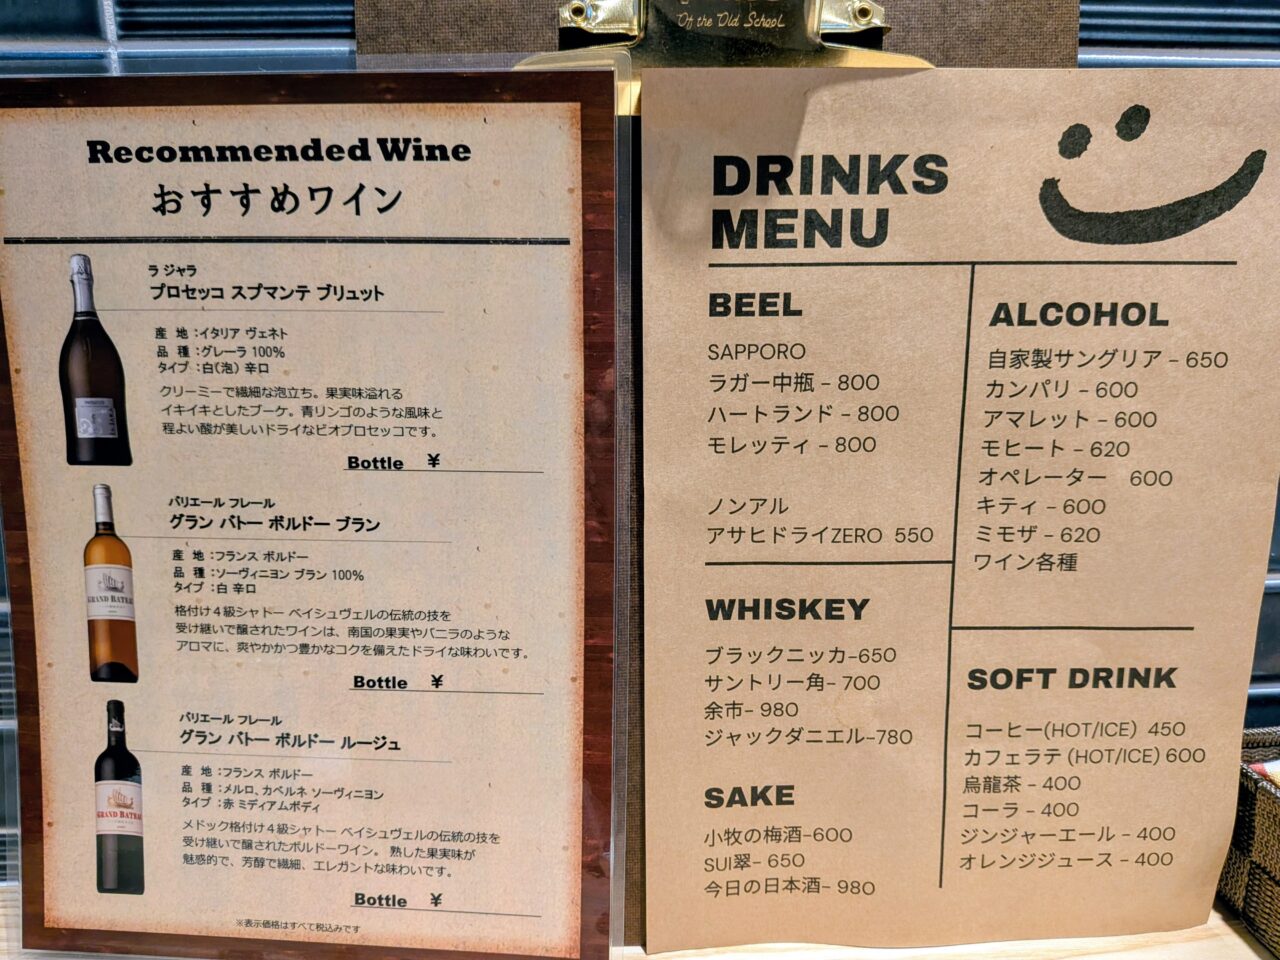 Of the Old School
Recommended Wine
おすすめワイン
ラ ジャラ
プロセッコ スプマンテ ブリュット
産 地：イタリア ヴェネト
品 種：グレーラ 100%
タイプ：白(泡) 辛口
クリーミーで繊細な泡立ち。果実味溢れる
イキイキとしたブーケ。青リンゴのような風味と
程よい酸が美しいドライなビオプロセッコです。
Bottle ¥
バリエール フレール
グラン バトー ボルドー ブラン
産 地：フランス ボルドー
品 種：ソーヴィニヨン ブラン 100%
タイプ：白 辛口
格付け４級シャトー ベイシュヴェルの伝統の技を
受け継いで醸されたワインは、南国の果実やバニラのような
アロマに、爽やかかつ豊かなコクを備えたドライな味わいです。
Bottle ¥
GRAND BATEAU
バリエール フレール
グラン バトー ボルドー ルージュ
産 地：フランス ボルドー
品 種：メルロ、カベルネ ソーヴィニヨン
タイプ：赤 ミディアムボディ
メドック格付け４級シャトー ベイシュヴェルの伝統の技を
受け継いで醸されたボルドーワイン。 熟した果実味が
魅惑的で、芳醇で繊細、エレガントな味わいです。
Bottle ¥
GRAND BATEAU
※表示価格はすべて税込みです
DRINKS
MENU
BEEL
SAPPORO
ラガー中瓶 – 800
ハートランド – 800
モレッティ – 800
ノンアル
アサヒドライZERO 550
WHISKEY
ブラックニッカ–650
サントリー角– 700
余市– 980
ジャックダニエル–780
SAKE
小牧の梅酒–600
SUI翠– 650
今日の日本酒– 980
ALCOHOL
自家製サングリア – 650
カンパリ – 600
アマレット – 600
モヒート – 620
オペレーター 600
キティ – 600
ミモザ – 620
ワイン各種
SOFT DRINK
コーヒー(HOT/ICE) 450
カフェラテ (HOT/ICE) 600
烏龍茶 – 400
コーラ – 400
ジンジャーエール – 400
オレンジジュース – 400